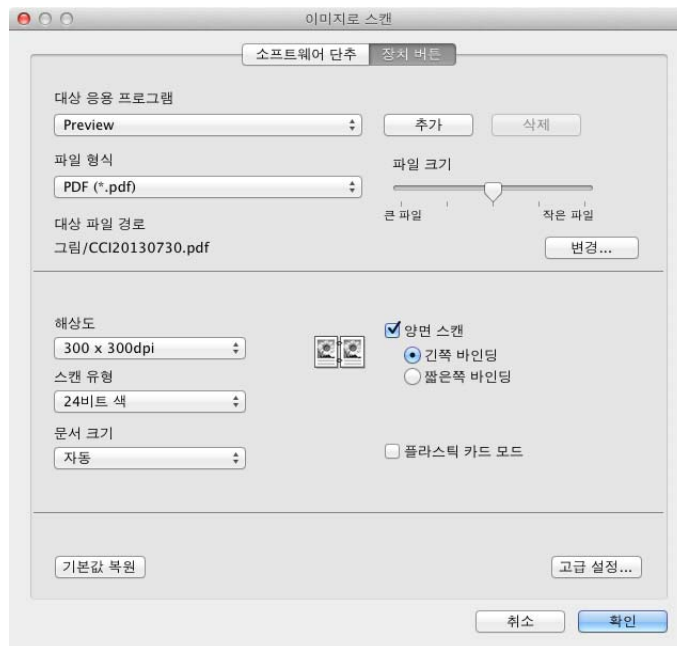 이미지로 스캔
소프트웨어 단추 장치 버튼
대상 응용 프로그램
Preview 추가 삭제
파일 형식 파일 크기
PDF (*.pdf)
큰 파일 작은 파일
대상 파일 경로
그림/CCI20130730.pdf 변경...
해상도 양면 스캔
300 x 300dpi 긴쪽 바인딩
스캔 유형 짧은쪽 바인딩
24비트 색
문서 크기
자동 플라스틱 카드 모드
기본값 복원 고급 설정...
취소 확인